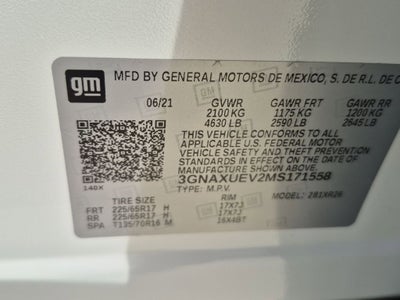 gm
MFD BY GENERAL MOTORS DE MEXICO, S. DE R.L. DE C
06/21 GVWR GAWR FRT GAWR RR
2100 KG 1175 KG 1200 KG
4630 LB 2590 LB 2645 LB
THIS VEHICLE CONFORMS TO ALL
APPLICABLE U.S. FEDERAL MOTOR
VEHICLE SAFETY AND THEFT PREVENTION
STANDARDS IN EFFECT ON THE DATE OF
MANUFACTURE SHOWN ABOVE.
3GNAXUEV2MS171558
140X TYPE: M.P.V. MODEL: 281XR26
TIRE SIZE RIM
FRT 225/65R17 H 17X7J
RR 225/65R17 H 17X7J
SPA T135/70R16 M 16X4BT